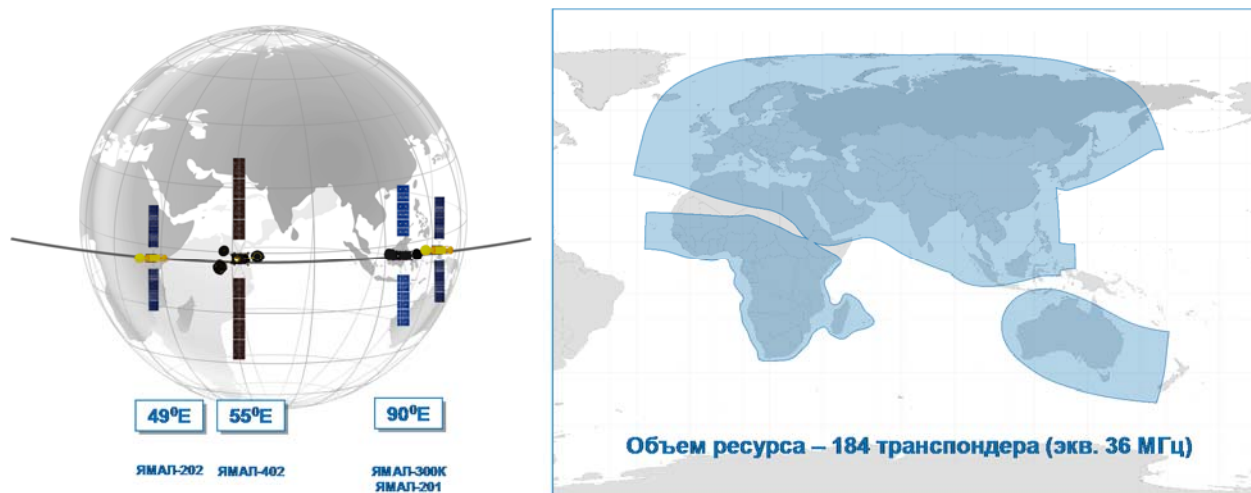 49⁰E
55⁰E
90⁰E
ЯМАЛ-202
ЯМАЛ-402
ЯМАЛ-300К
ЯМАЛ-201
Объем ресурса – 184 транспондера (экв. 36 МГц)